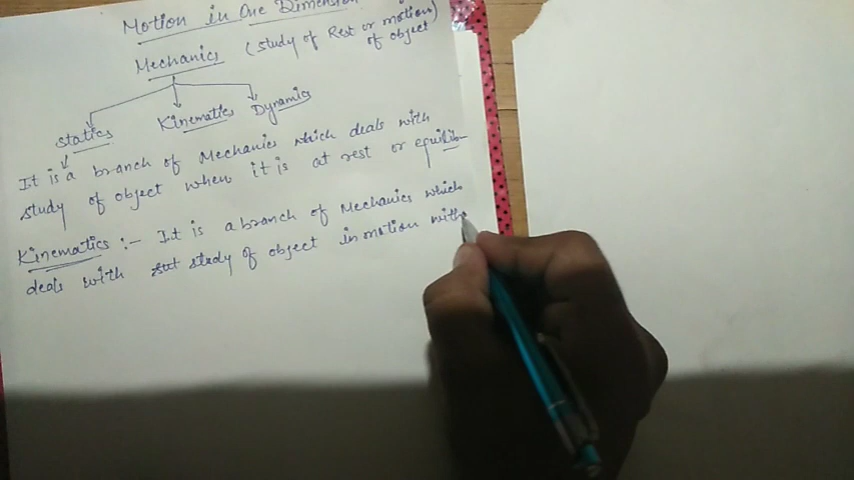 Motion in One Dimension
Mechanics (study of Rest or motion)
of object
Statics Kinematics Dynamics
It is a branch of Mechanics which deals with
study of object when it is at rest or equilib-
Kinematics :- It is a branch of Mechanics which
deals with study of object in motion with